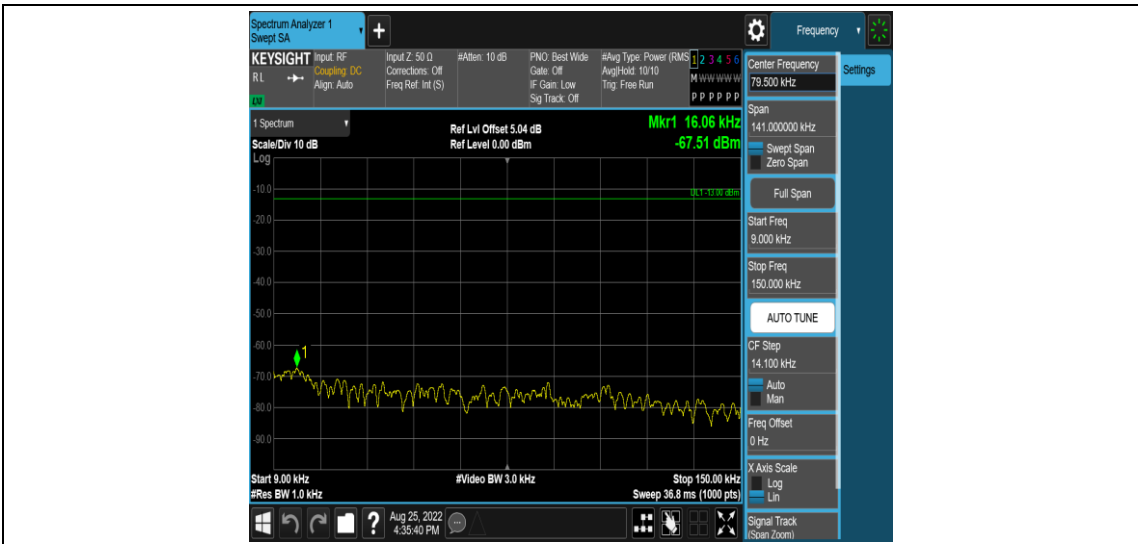 Spectrum Analyzer 1
Swept SA
Frequency
KEYSIGHT
RL
LXI
Input: RF
Coupling: DC
Align: Auto
Input Z: 50 Ω
Corrections: Off
Freq Ref: Int (S)
#Atten: 10 dB
PNO: Best Wide
Gate: Off
IF Gain: Low
Sig Track: Off
#Avg Type: Power (RMS
Avg|Hold: 10/10
Trig: Free Run
1 2 3 4 5 6
M W W W W W
P P P P P P
1 Spectrum
Scale/Div 10 dB
Log
Ref Lvl Offset 5.04 dB
Ref Level 0.00 dBm
Mkr1 16.06 kHz
-67.51 dBm
DL1 -13.00 dBm
-10.0
-20.0
-30.0
-40.0
-50.0
-60.0
-70.0
-80.0
-90.0
1
Start 9.00 kHz
#Res BW 1.0 kHz
#Video BW 3.0 kHz
Stop 150.00 kHz
Sweep 36.8 ms (1000 pts)
Center Frequency
79.500 kHz
Settings
Span
141.000000 kHz
Swept Span
Zero Span
Full Span
Start Freq
9.000 kHz
Stop Freq
150.000 kHz
AUTO TUNE
CF Step
14.100 kHz
Auto
Man
Freq Offset
0 Hz
X Axis Scale
Log
Lin
Signal Track
(Span Zoom)
?
Aug 25, 2022
4:35:40 PM